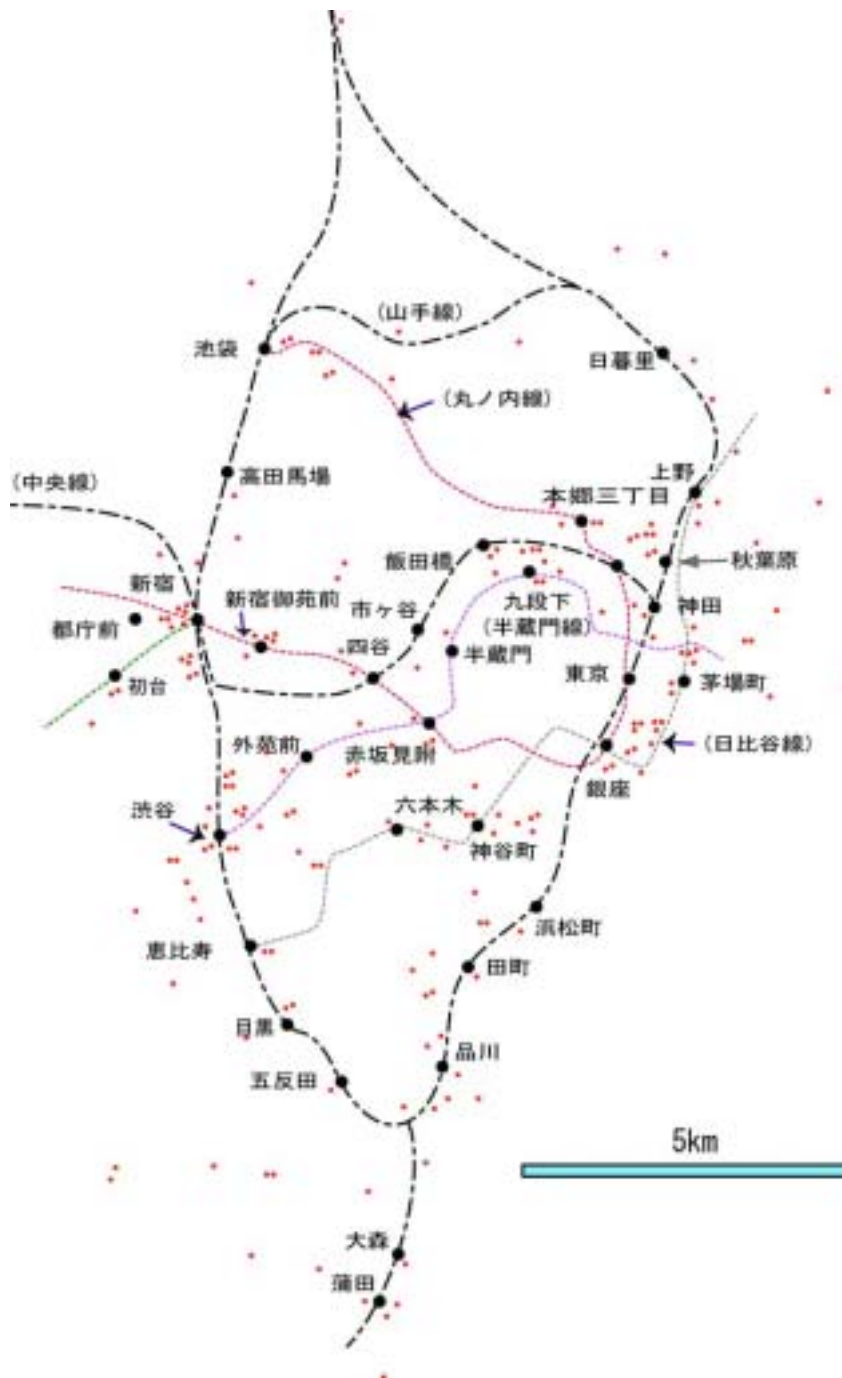 (山手線)
池袋
日暮里
(丸ノ内線)
上野
高田馬場
(中央線)
本郷三丁目
飯田橋
秋葉原
新宿
新宿御苑前
市ヶ谷
九段下
(半蔵門線)
神田
都庁前
四谷
半蔵門
初台
東京
茅場町
外苑前
赤坂見附
(日比谷線)
銀座
渋谷
六本木
神谷町
浜松町
恵比寿
田町
目黒
品川
五反田
5km
大森
蒲田